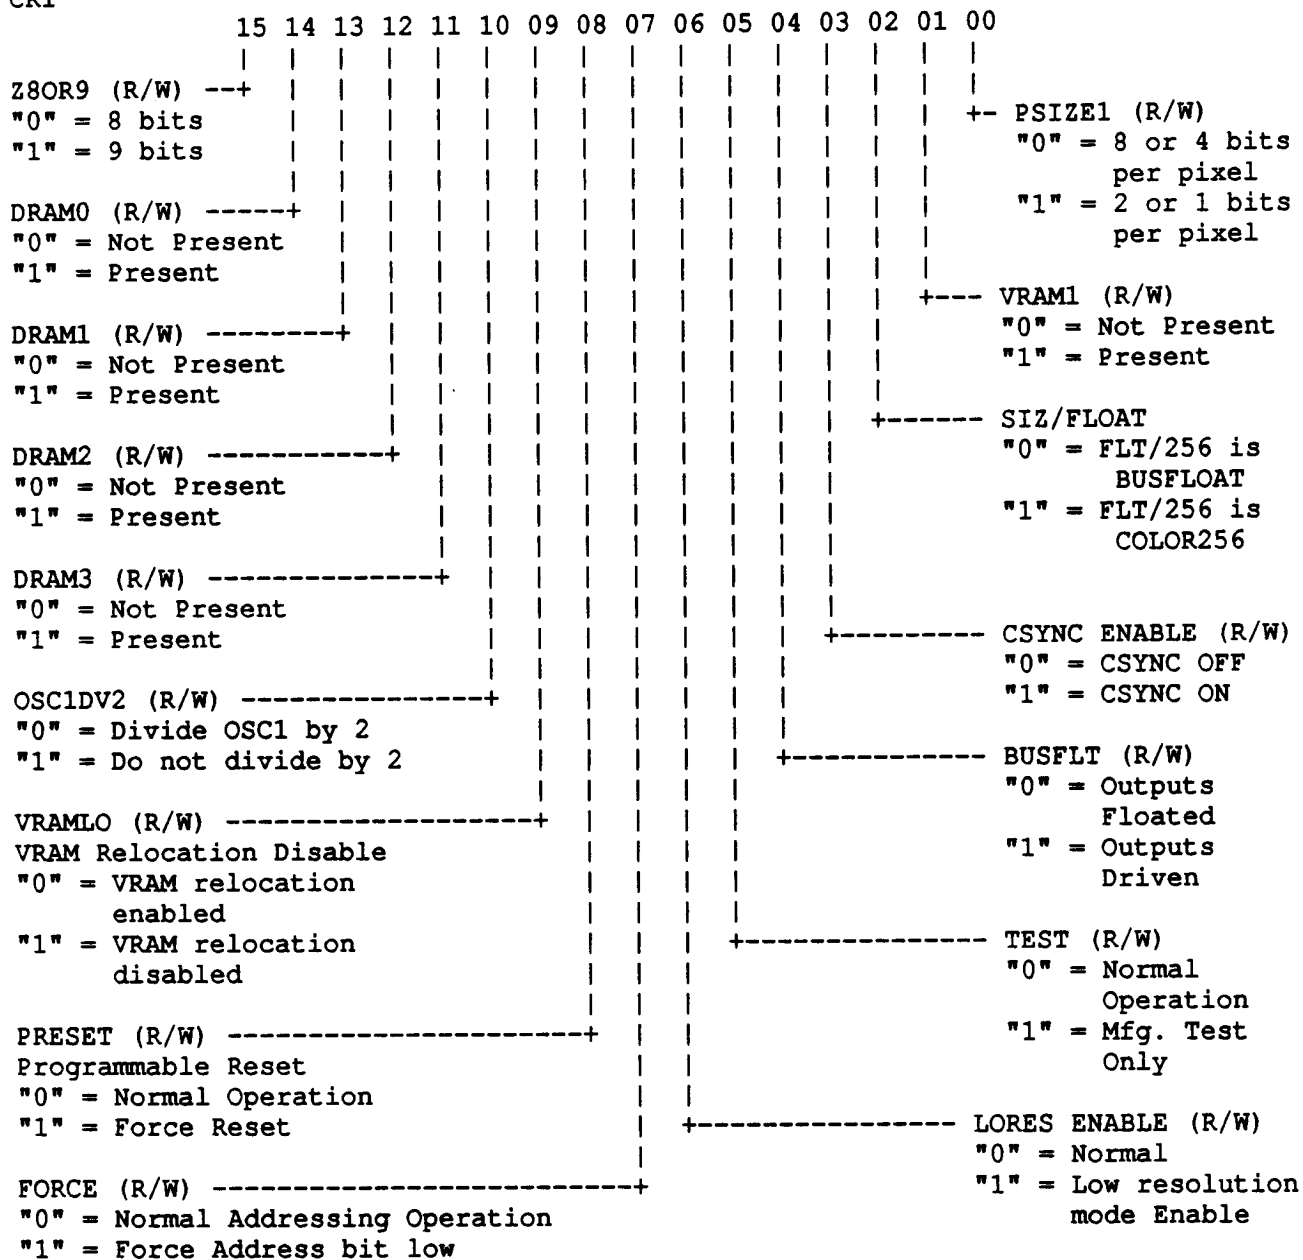 CR1
15 14 13 12 11 10 09 08 07 06 05 04 03 02 01 00
Z8OR9 (R/W) --+
"0" = 8 bits
"1" = 9 bits
+- PSIZE1 (R/W)
"0" = 8 or 4 bits
per pixel
"1" = 2 or 1 bits
per pixel
DRAM0 (R/W) -----+
"0" = Not Present
"1" = Present
+--- VRAM1 (R/W)
"0" = Not Present
"1" = Present
DRAM1 (R/W) --------+
"0" = Not Present
"1" = Present
+------ SIZ/FLOAT
"0" = FLT/256 is
BUSFLOAT
"1" = FLT/256 is
COLOR256
DRAM2 (R/W) -----------+
"0" = Not Present
"1" = Present
DRAM3 (R/W) --------------+
"0" = Not Present
"1" = Present
+--------- CSYNC ENABLE (R/W)
"0" = CSYNC OFF
"1" = CSYNC ON
OSC1DV2 (R/W) ---------------+
"0" = Divide OSC1 by 2
"1" = Do not divide by 2
+------------ BUSFLT (R/W)
"0" = Outputs
Floated
"1" = Outputs
Driven
VRAMLO (R/W) -------------------+
VRAM Relocation Disable
"0" = VRAM relocation
enabled
"1" = VRAM relocation
disabled
+--------------- TEST (R/W)
"0" = Normal
Operation
"1" = Mfg. Test
Only
PRESET (R/W) ----------------------+
Programmable Reset
"0" = Normal Operation
"1" = Force Reset
+---------------- LORES ENABLE (R/W)
"0" = Normal
"1" = Low resolution
mode Enable
FORCE (R/W) --------------------------+
"0" = Normal Addressing Operation
"1" = Force Address bit low